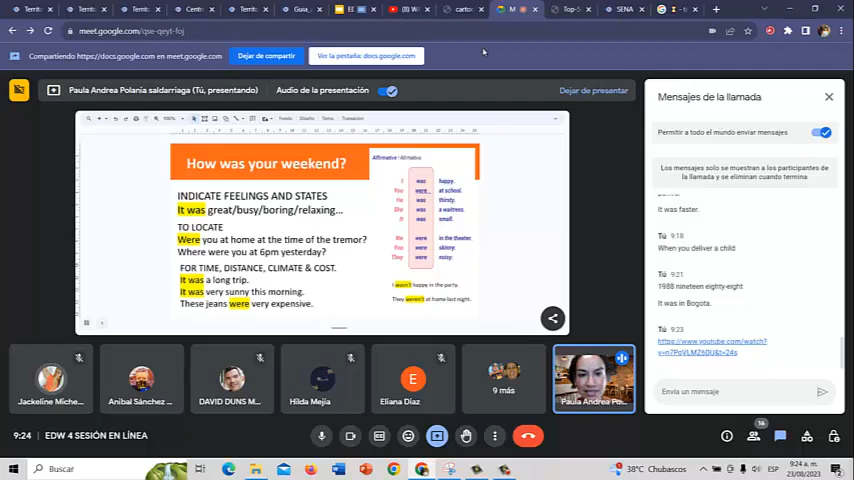 Territ
Territ
Territ
Centr
Territ
Guia_
cartoo
M
Top-5
SENA
meet.google.com/qse-qeyt-foj
Compartiendo https://docs.google.com en meet.google.com
Dejar de compartir
Ver la pestaña: docs.google.com
Paula Andrea Polania saldarriaga (Tú, presentando)
Audio de la presentación
Dejar de presentar
How was your weekend?
INDICATE FEELINGS AND STATES
It was great/busy/boring/relaxing...
TO LOCATE
Were you at home at the time of the tremor?
Where were you at 6pm yesterday?
FOR TIME, DISTANCE, CLIMATE & COST.
It was a long trip.
It was very sunny this morning.
These jeans were very expensive.
I was happy.
You were at school.
He was thirsty.
She was a waitress.
It was small.
We were in the theater.
You were skinny.
They were noisy.
I wasn't happy in the party.
They weren't at home last night.
Mensajes de la llamada
Permitir a todo el mundo enviar mensajes
Los mensajes solo se muestran a los participantes de
la llamada y se eliminan cuando
termina
It was faster.
Tú 9:18
When you deliver a child
Tú 9:21
1988 nineteen eighty-eight
It was in Bogota.
Tú 9:23
https://www.youtube.com/watch?
Envía un mensaje
Jackeline Miche...
Anibal Sánchez ...
DAVID DUNS M...
Hilda Mejía
E
Eliana Diaz
9 más
Paula Andrea Po...
9:24
EDW 4 SESIÓN EN LÍNEA
16
Buscar
38°C Chubascos
ESP
9:24 a. m.
23/08/2023